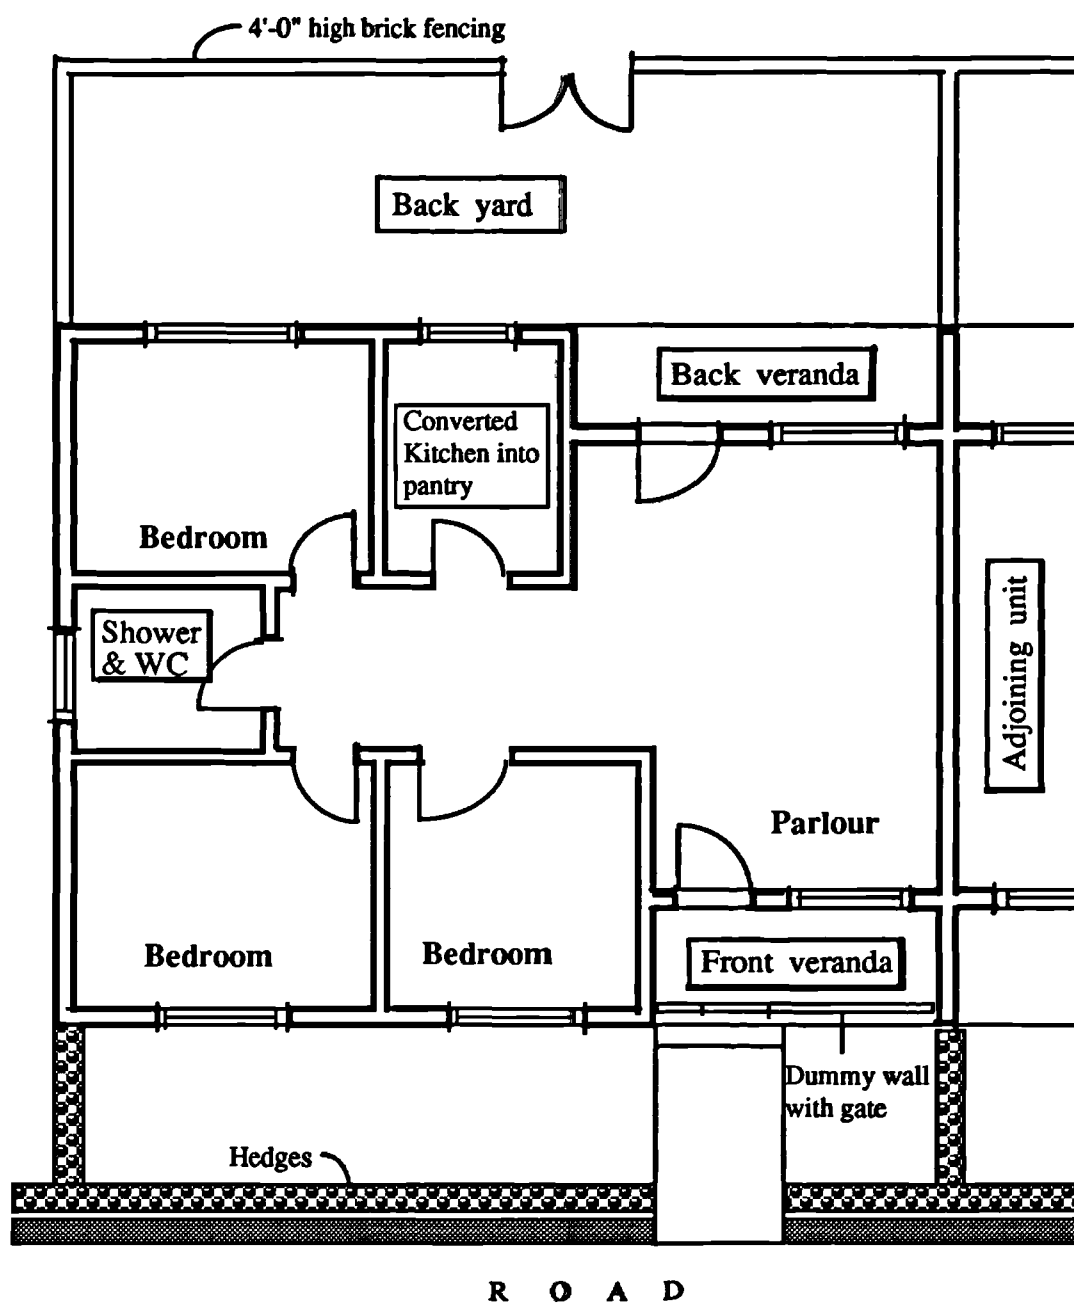 4'-0" high brick fencing
Back yard
Back veranda
Converted
Kitchen into
pantry
Bedroom
Shower
& WC
Adjoining unit
Parlour
Bedroom
Bedroom
Front veranda
Dummy wall
with gate
Hedges
ROAD